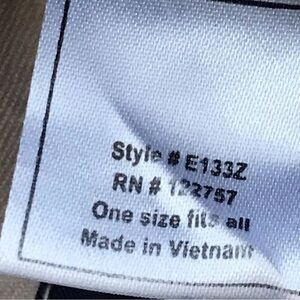 Style # E133Z
RN # 122757
One size fits all
Made in Vietnam